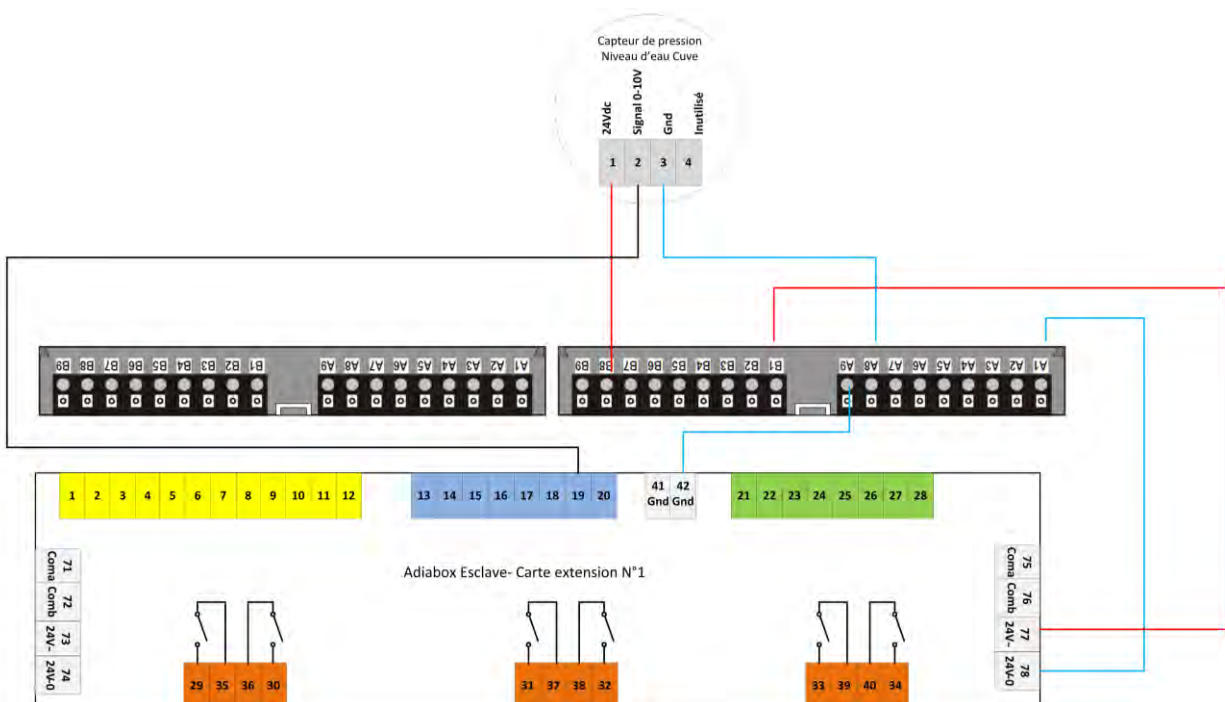 Capteur de pression
Niveau d'eau Cuve
24Vdc
Signal 0-10V
Gnd
Inutilisé
1 2 3 4
B9 B8 B7 B6 B5 B4 B3 B2 B1 A9 A8 A7 A6 A5 A4 A3 A2 A1
B9 B8 B7 B6 B5 B4 B3 B2 B1 A9 A8 A7 A6 A5 A4 A3 A2 A1
1 2 3 4 5 6 7 8 9 10 11 12
13 14 15 16 17 18 19 20
41 42
Gnd Gnd
21 22 23 24 25 26 27 28
71 Coma
72 Comb
73 24V~
74 24V-0
Adiabox Esclave- Carte extension N°1
75 Coma
76 Comb
77 24V~
78 24V-0
29 35 36 30
31 37 38 32
33 39 40 34